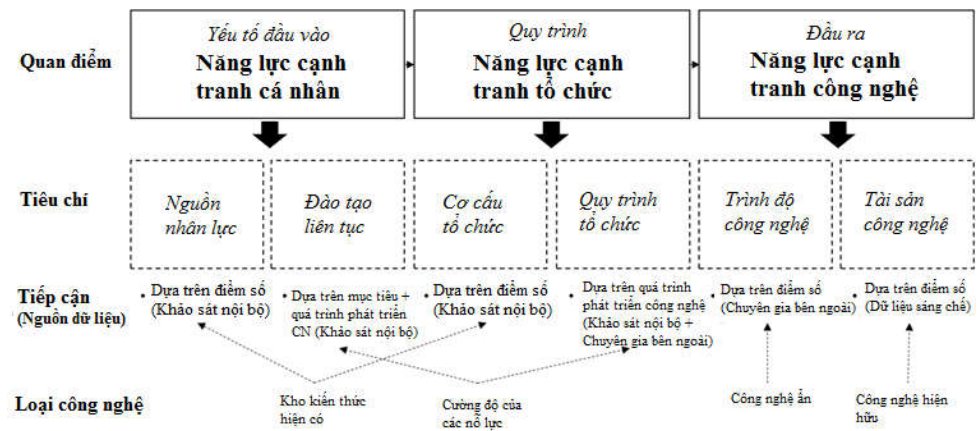 Quan điểm
Yếu tố đầu vào
Năng lực cạnh
tranh cá nhân
Quy trình
Năng lực cạnh
tranh tổ chức
Đầu ra
Năng lực cạnh
tranh công nghệ
Tiêu chí
Nguồn
nhân lực
Đào tạo
liên tục
Cơ cấu
tổ chức
Quy trình
tổ chức
Trình độ
công nghệ
Tài sản
công nghệ
Tiếp cận
(Nguồn dữ liệu)
• Dựa trên điểm số
(Khảo sát nội bộ)
• Dựa trên mục tiêu +
quá trình phát triển
CN (Khảo sát nội bộ)
• Dựa trên điểm số
(Khảo sát nội bộ)
• Dựa trên quá trình
phát triển công nghệ
(Khảo sát nội bộ +
Chuyên gia bên ngoài)
• Dựa trên điểm số
(Chuyên gia bên ngoài)
• Dựa trên điểm số
(Dữ liệu sáng chế)
Loại công nghệ
Kho kiến thức
hiện có
Cường độ của
các nỗ lực
Công nghệ ẩn
Công nghệ hiện
hữu